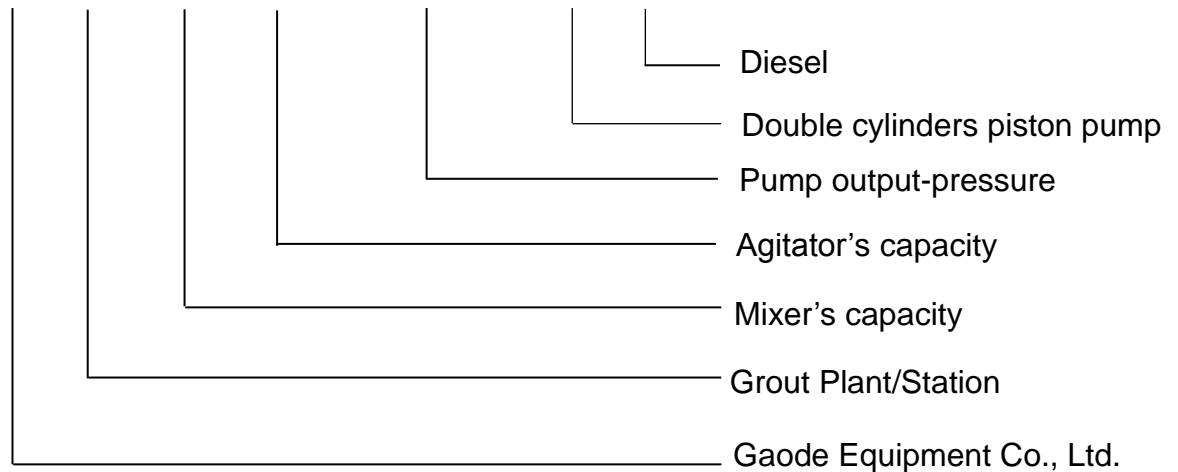 Diesel
Double cylinders piston pump
Pump output-pressure
Agitator’s capacity
Mixer’s capacity
Grout Plant/Station
Gaode Equipment Co., Ltd.